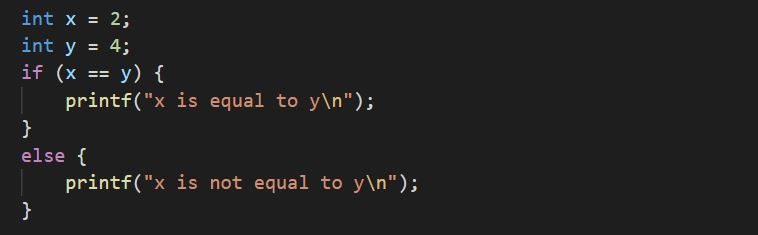 int x = 2;
int y = 4;
if (x == y) {
    printf("x is equal to y\n");
}
else {
    printf("x is not equal to y\n");
}